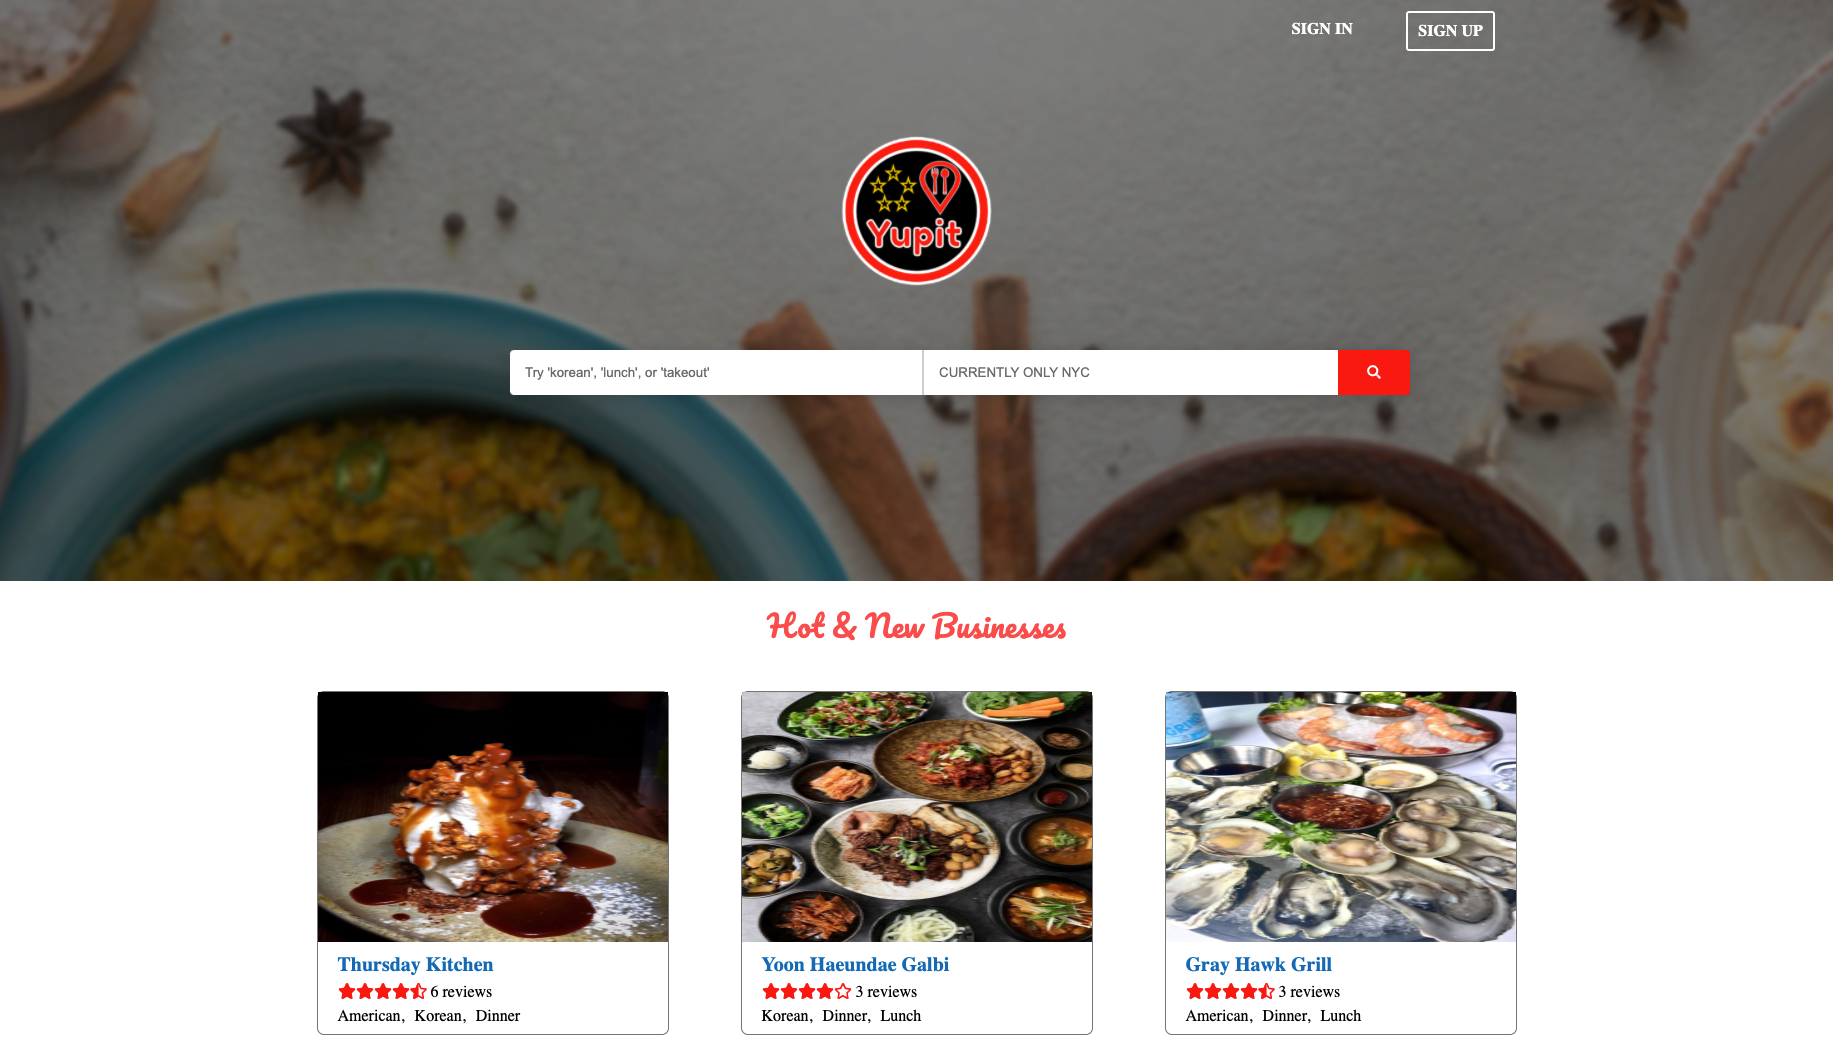 SIGN IN
SIGN UP
Yupit
Try 'korean', 'lunch', or 'takeout'
CURRENTLY ONLY NYC
Hot & New Businesses
Thursday Kitchen
6 reviews
American, Korean, Dinner
Yoon Haeundae Galbi
3 reviews
Korean, Dinner, Lunch
Gray Hawk Grill
3 reviews
American, Dinner, Lunch